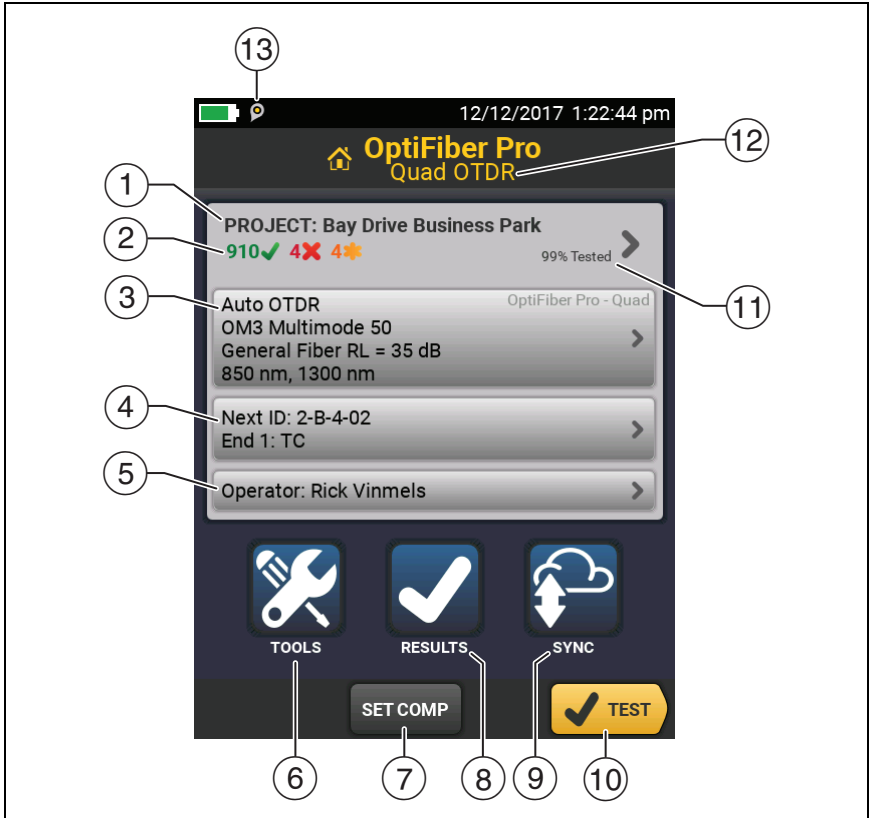 13
12/12/2017 1:22:44 pm
OptiFiber Pro
Quad OTDR
12
1
PROJECT: Bay Drive Business Park
2
910 4 4
99% Tested
11
3
Auto OTDR
OptiFiber Pro - Quad
OM3 Multimode 50
General Fiber RL = 35 dB
850 nm, 1300 nm
4
Next ID: 2-B-4-02
End 1: TC
5
Operator: Rick Vinmels
TOOLS
RESULTS
SYNC
SET COMP
TEST
6
7
8
9
10